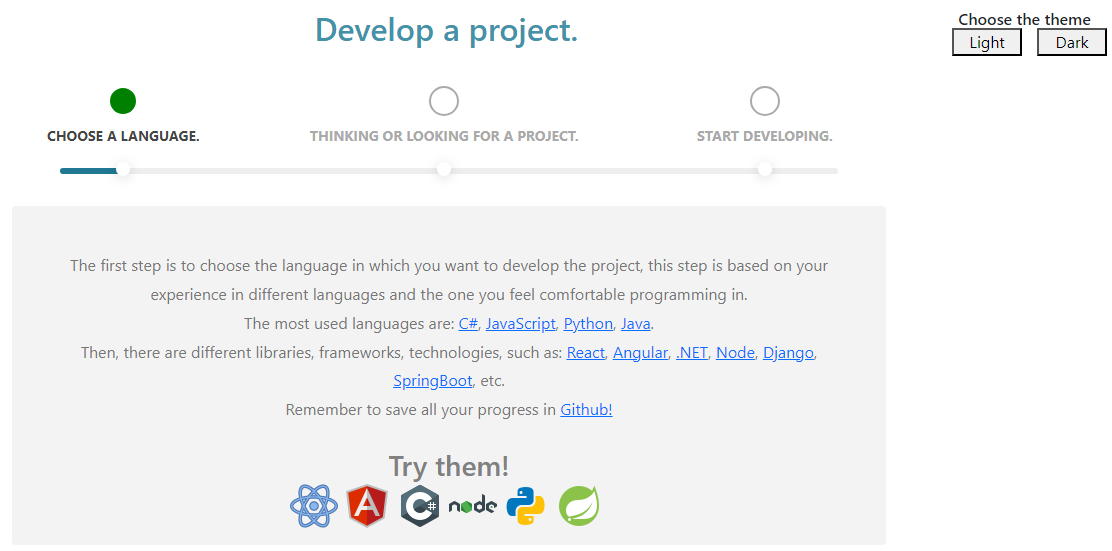 Develop a project.
Choose the theme
Light Dark
CHOOSE A LANGUAGE. THINKING OR LOOKING FOR A PROJECT. START DEVELOPING.
The first step is to choose the language in which you want to develop the project, this step is based on your
experience in different languages and the one you feel comfortable programming in.
The most used languages are: C#, JavaScript, Python, Java.
Then, there are different libraries, frameworks, technologies, such as: React, Angular, .NET, Node, Django,
SpringBoot, etc.
Remember to save all your progress in Github!
Try them!
A C# node